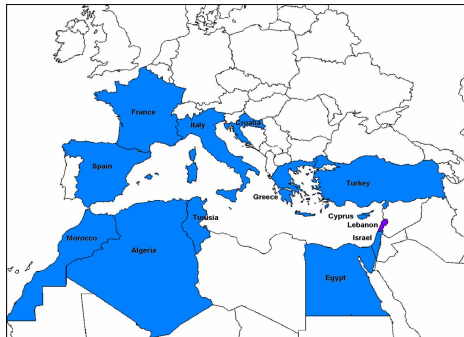 France
Italy
Croatia
Spain
Turkey
Greece
Tunisia
Cyprus
Lebanon
Morocco
Israel
Algeria
Egypt